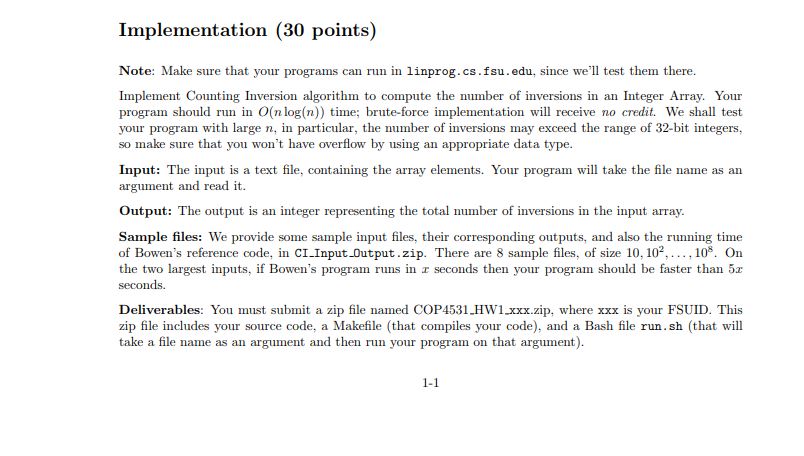 Implementation (30 points)
Note: Make sure that your programs can run in linprog.cs.fsu.edu, since we'll test them there.
Implement Counting Inversion algorithm to compute the number of inversions in an Integer Array. Your
program should run in O(n log(n)) time; brute-force implementation will receive no credit. We shall test
your program with large n, in particular, the number of inversions may exceed the range of 32-bit integers,
so make sure that you won't have overflow by using an appropriate data type.
Input: The input is a text file, containing the array elements. Your program will take the file name as an
argument and read it.
Output: The output is an integer representing the total number of inversions in the input array.
Sample files: We provide some sample input files, their corresponding outputs, and also the running time
of Bowen's reference code, in CI_Input_Output.zip. There are 8 sample files, of size 10, 10², . . . , 10⁸. On
the two largest inputs, if Bowen's program runs in x seconds then your program should be faster than 5x
seconds.
Deliverables: You must submit a zip file named COP4531_HW1_xxx.zip, where xxx is your FSUID. This
zip file includes your source code, a Makefile (that compiles your code), and a Bash file run.sh (that will
take a file name as an argument and then run your program on that argument).
1-1